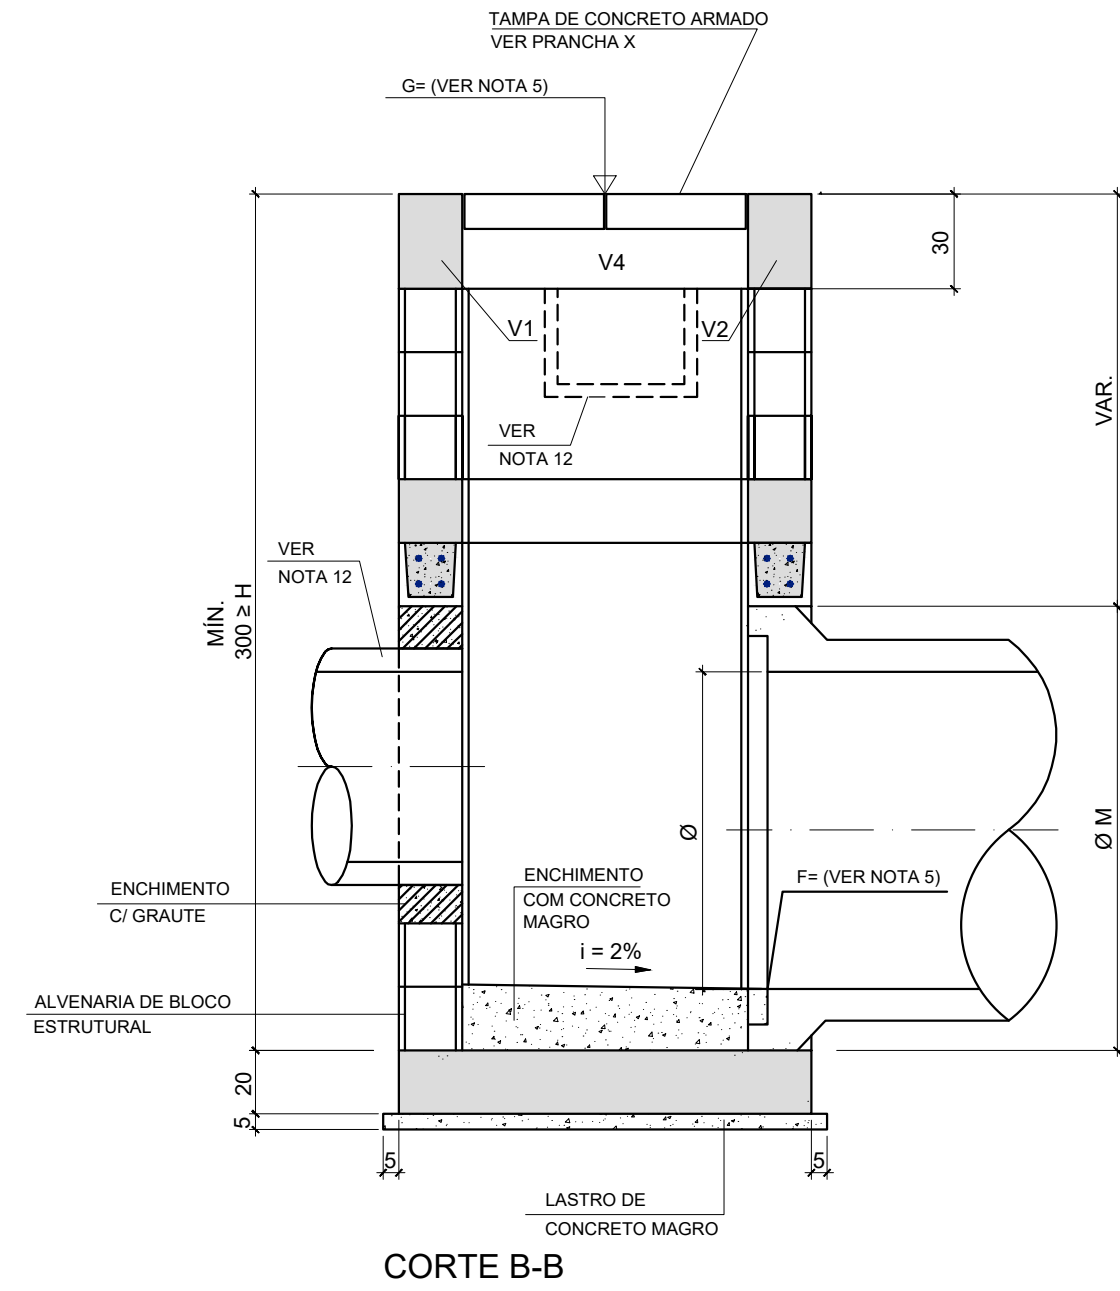 TAMPA DE CONCRETO ARMADO
VER PRANCHA X
G= (VER NOTA 5)
30
V4
V1
V2
VAR.
VER
NOTA 12
VER
NOTA 12
MÍN.
300 ≥ H
Ø
Ø M
ENCHIMENTO
COM CONCRETO
MAGRO
F= (VER NOTA 5)
ENCHIMENTO
C/ GRAUTE
i = 2%
ALVENARIA DE BLOCO
ESTRUTURAL
20
5
5
5
LASTRO DE
CONCRETO MAGRO
CORTE B-B